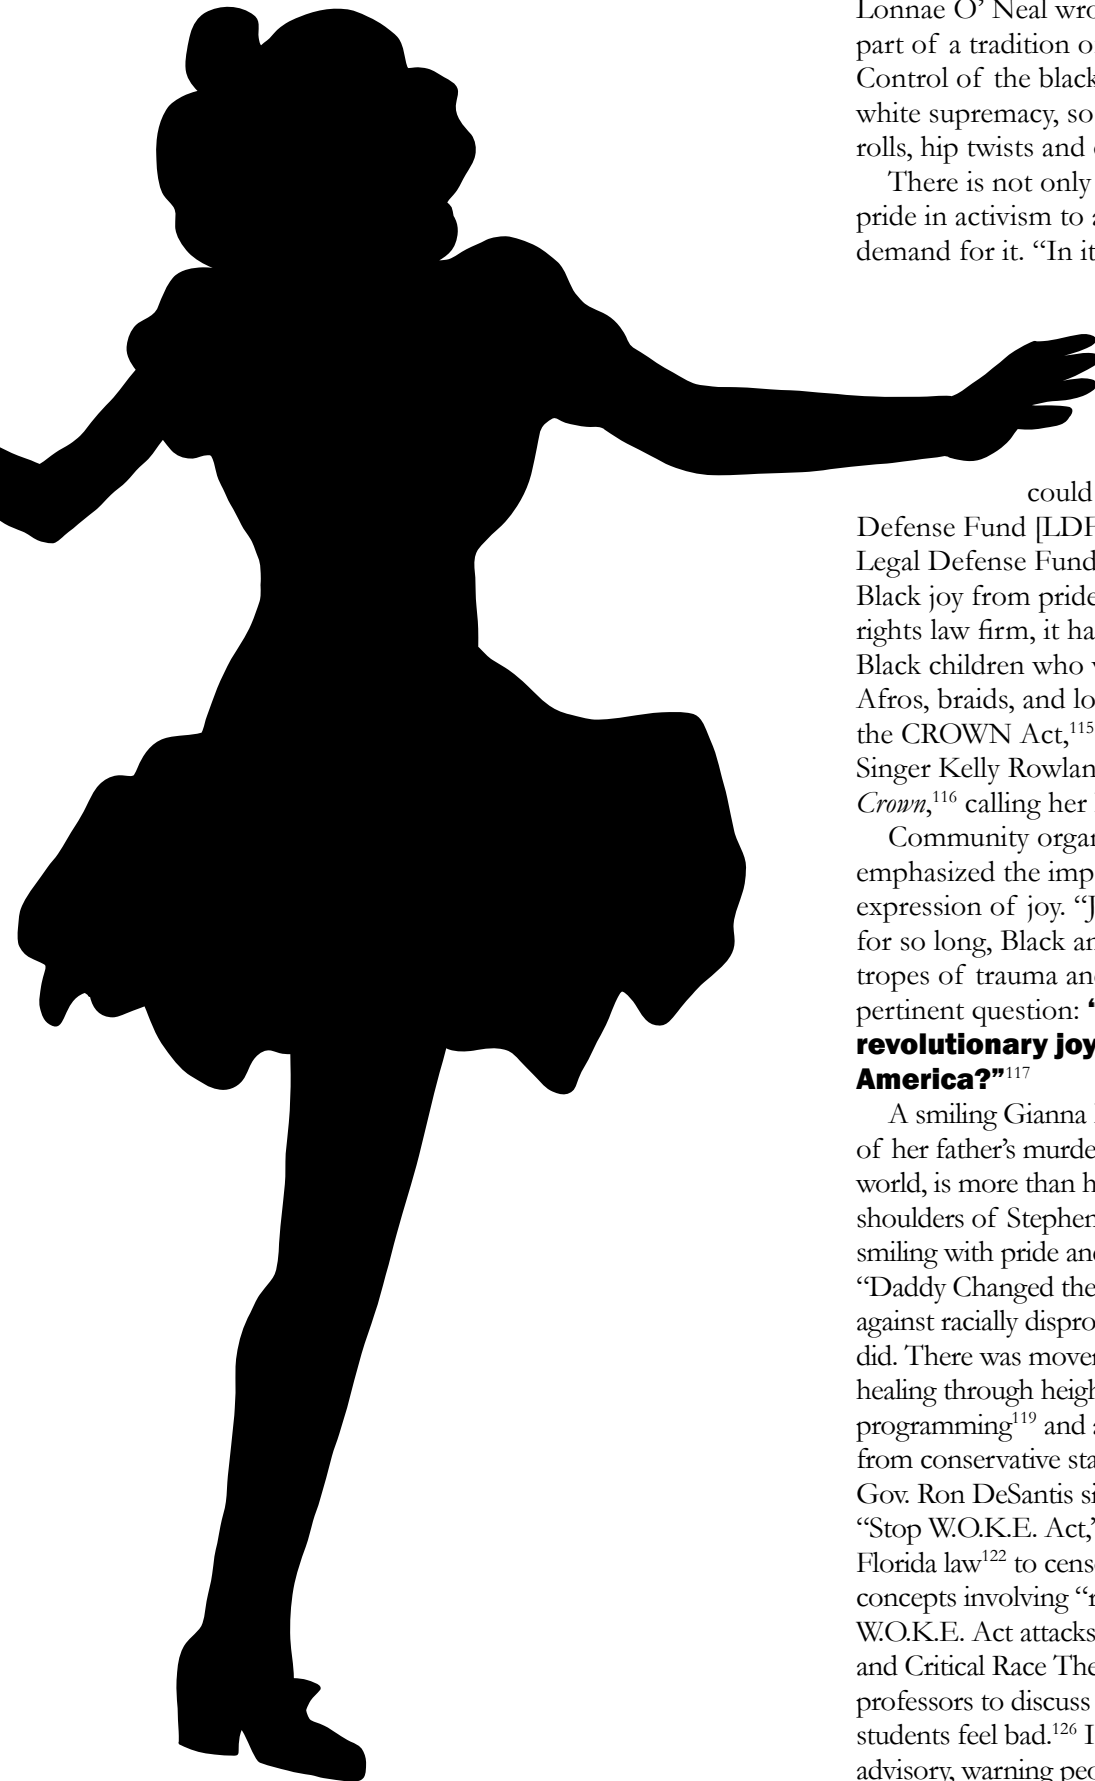 Lonnae O’ Neal wro
part of a tradition o
Control of the black
white supremacy, so
rolls, hip twists and
There is not only
pride in activism to a
demand for it. “In it
could
Defense Fund [LDF
Legal Defense Fund
Black joy from pride
rights law firm, it ha
Black children who
Afros, braids, and lo
the CROWN Act,115
Singer Kelly Rowlan
Crown,116 calling her
Community organ
emphasized the imp
expression of joy. “J
for so long, Black an
tropes of trauma and
pertinent question: “
revolutionary joy
America?”117
A smiling Gianna
of her father’s murde
world, is more than h
shoulders of Stephen
smiling with pride and
“Daddy Changed the
against racially dispro
did. There was mover
healing through heigh
programming119 and a
from conservative sta
Gov. Ron DeSantis si
“Stop W.O.K.E. Act,”
Florida law122 to cens
concepts involving “r
W.O.K.E. Act attacks
and Critical Race The
professors to discuss
students feel bad.126 I
advisory, warning peo